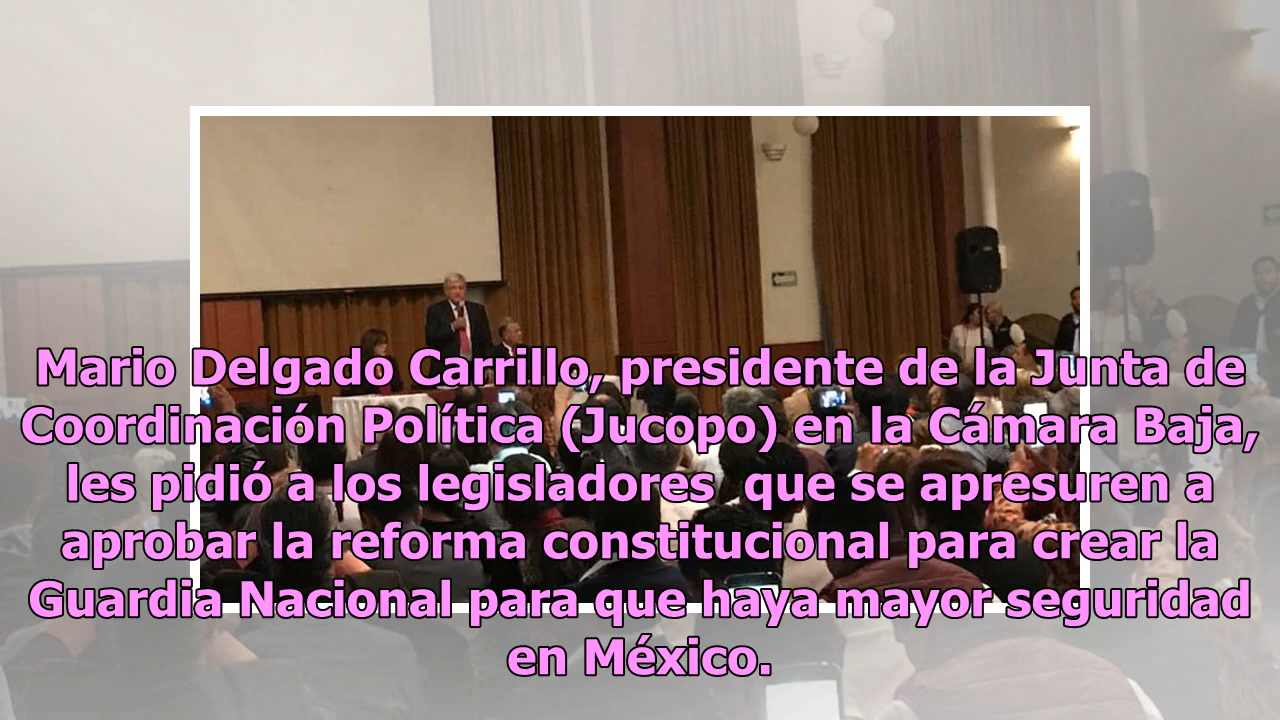 Mario Delgado Carrillo, presidente de la Junta de
Coordinación Política (Jucopo) en la Cámara Baja,
les pidió a los legisladores  que se apresuren a
aprobar la reforma constitucional para crear la
Guardia Nacional para que haya mayor seguridad
en México.